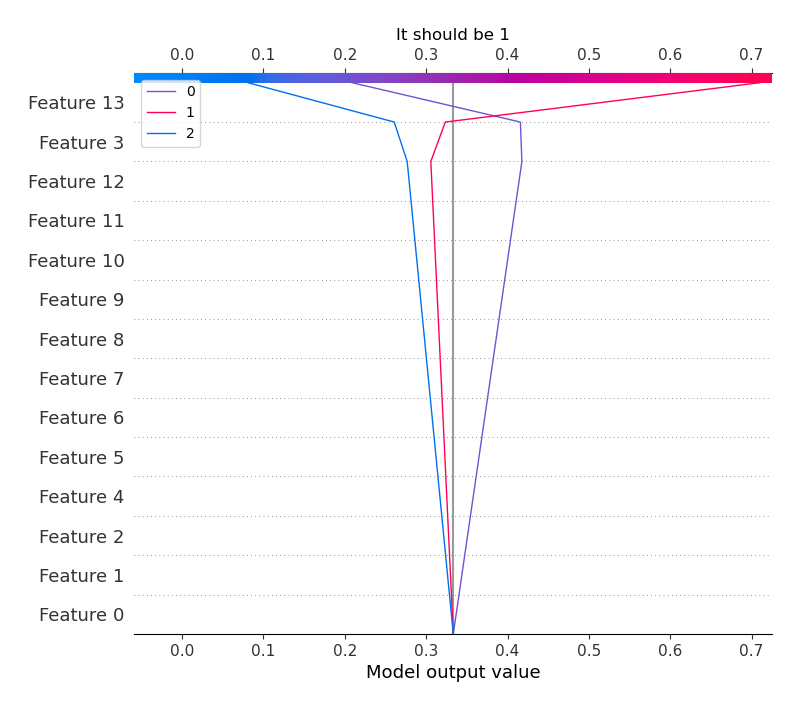 It should be 1
0.0 0.1 0.2 0.3 0.4 0.5 0.6 0.7
0
1
2
Feature 13
Feature 3
Feature 12
Feature 11
Feature 10
Feature 9
Feature 8
Feature 7
Feature 6
Feature 5
Feature 4
Feature 2
Feature 1
Feature 0
0.0 0.1 0.2 0.3 0.4 0.5 0.6 0.7
Model output value